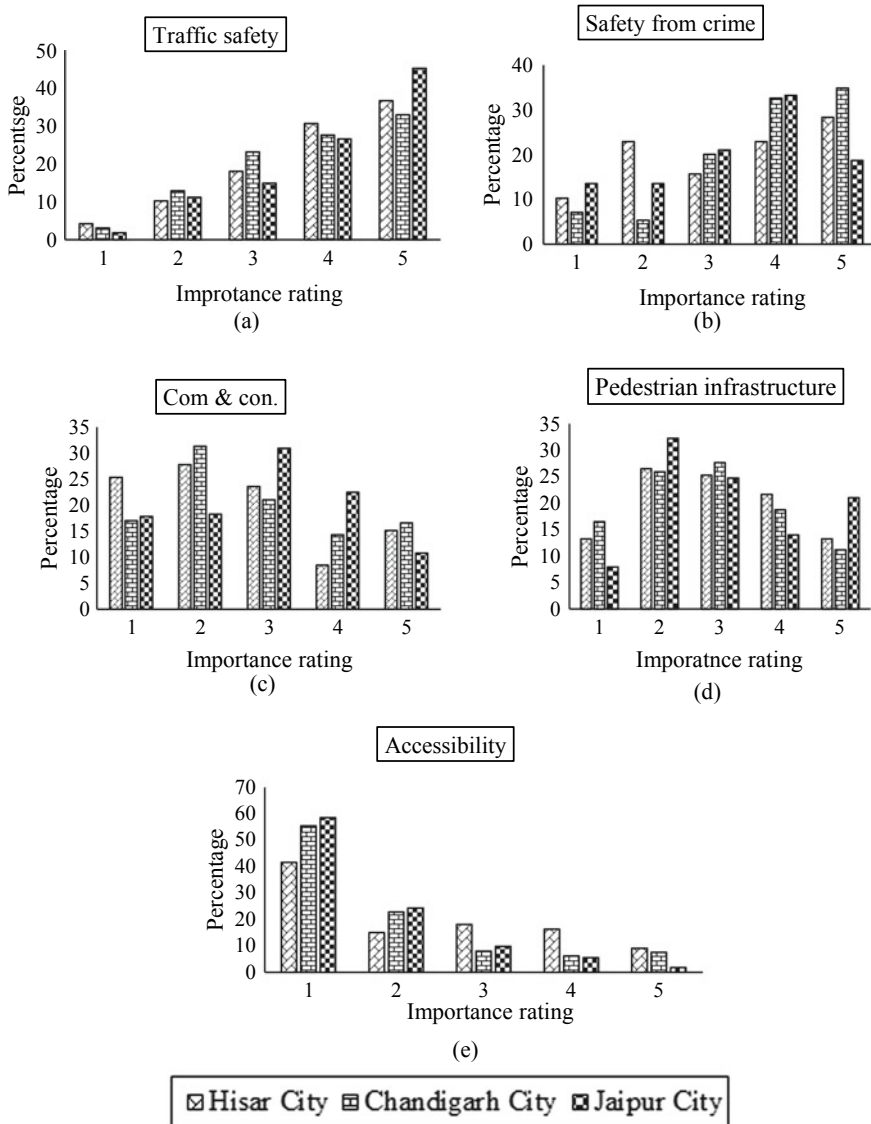 Traffic safety
50
40
30
20
10
0
Percentsge
1 2 3 4 5
Improtance rating
(a)
Safety from crime
40
30
20
10
0
Percentage
1 2 3 4 5
Importance rating
(b)
Com & con.
35
30
25
20
15
10
5
0
Percentage
1 2 3 4 5
Importance rating
(c)
Pedestrian infrastructure
35
30
25
20
15
10
5
0
Percentage
1 2 3 4 5
Imporatnce rating
(d)
Accessibility
70
60
50
40
30
20
10
0
Percentage
1 2 3 4 5
Importance rating
(e)
Hisar City Chandigarh City Jaipur City